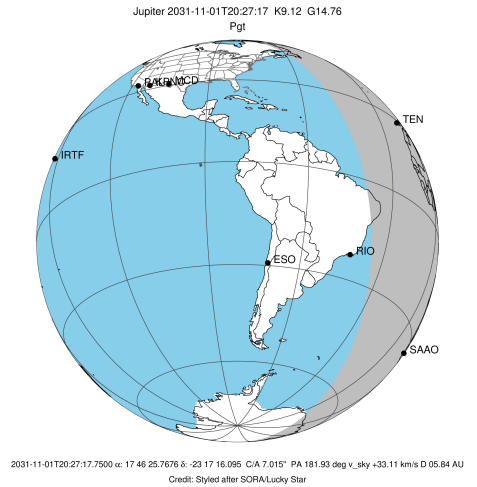 Jupiter 2031-11-01T20:27:17 K9.12 G14.76
Pgt
MCD
TEN
IRTF
RIO
ESO
SAAO
2031-11-01T20:27:17.7500 α: 17 46 25.7676 δ: -23 17 16.095 C/A 7.015" PA 181.93 deg v_sky +33.11 km/s D 05.84 AU
Credit: Styled after SORA/Lucky Star